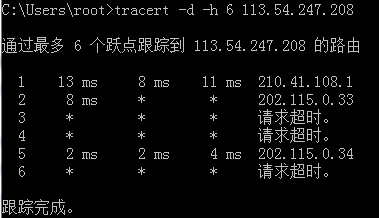 C:\Users\root>tracert -d -h 6 113.54.247.208
通过最多 6 个跃点跟踪到 113.54.247.208 的路由
1 13 ms 8 ms 11 ms 210.41.108.1
2 8 ms * * 202.115.0.33
3 * * * 请求超时。
4 * * * 请求超时。
5 2 ms 2 ms 4 ms 202.115.0.34
6 * * * 请求超时。
跟踪完成。